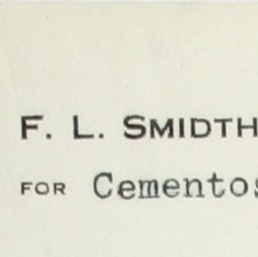 F. L. SMIDTH
FOR Cementos